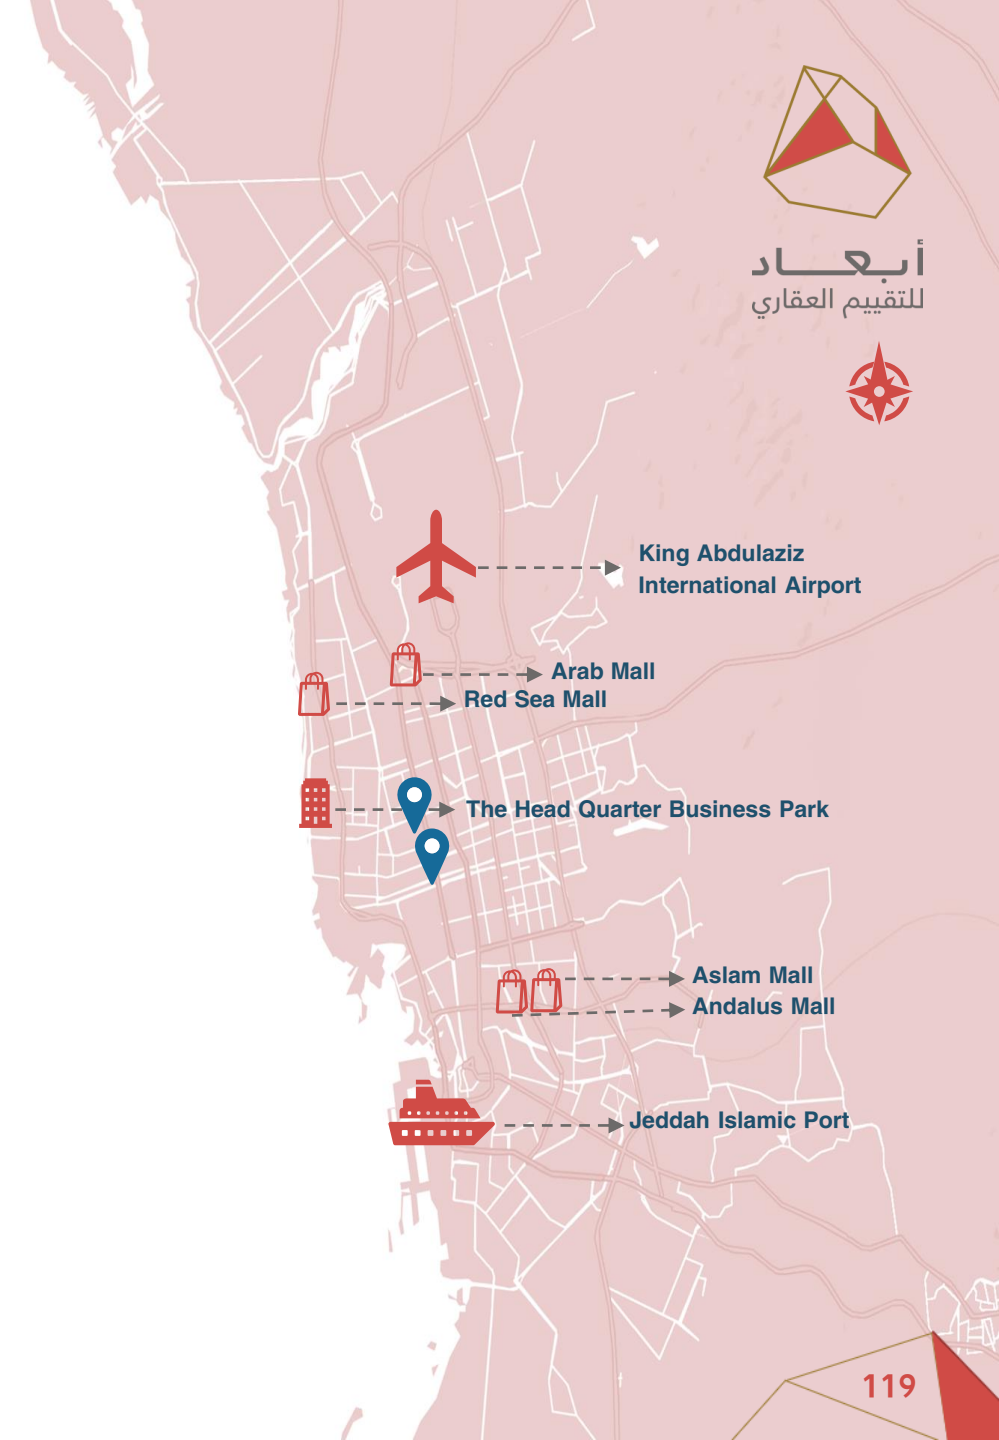 أبعاد
للتقييم العقاري
King Abdulaziz
International Airport
Arab Mall
Red Sea Mall
The Head Quarter Business Park
Aslam Mall
Andalus Mall
Jeddah Islamic Port
119